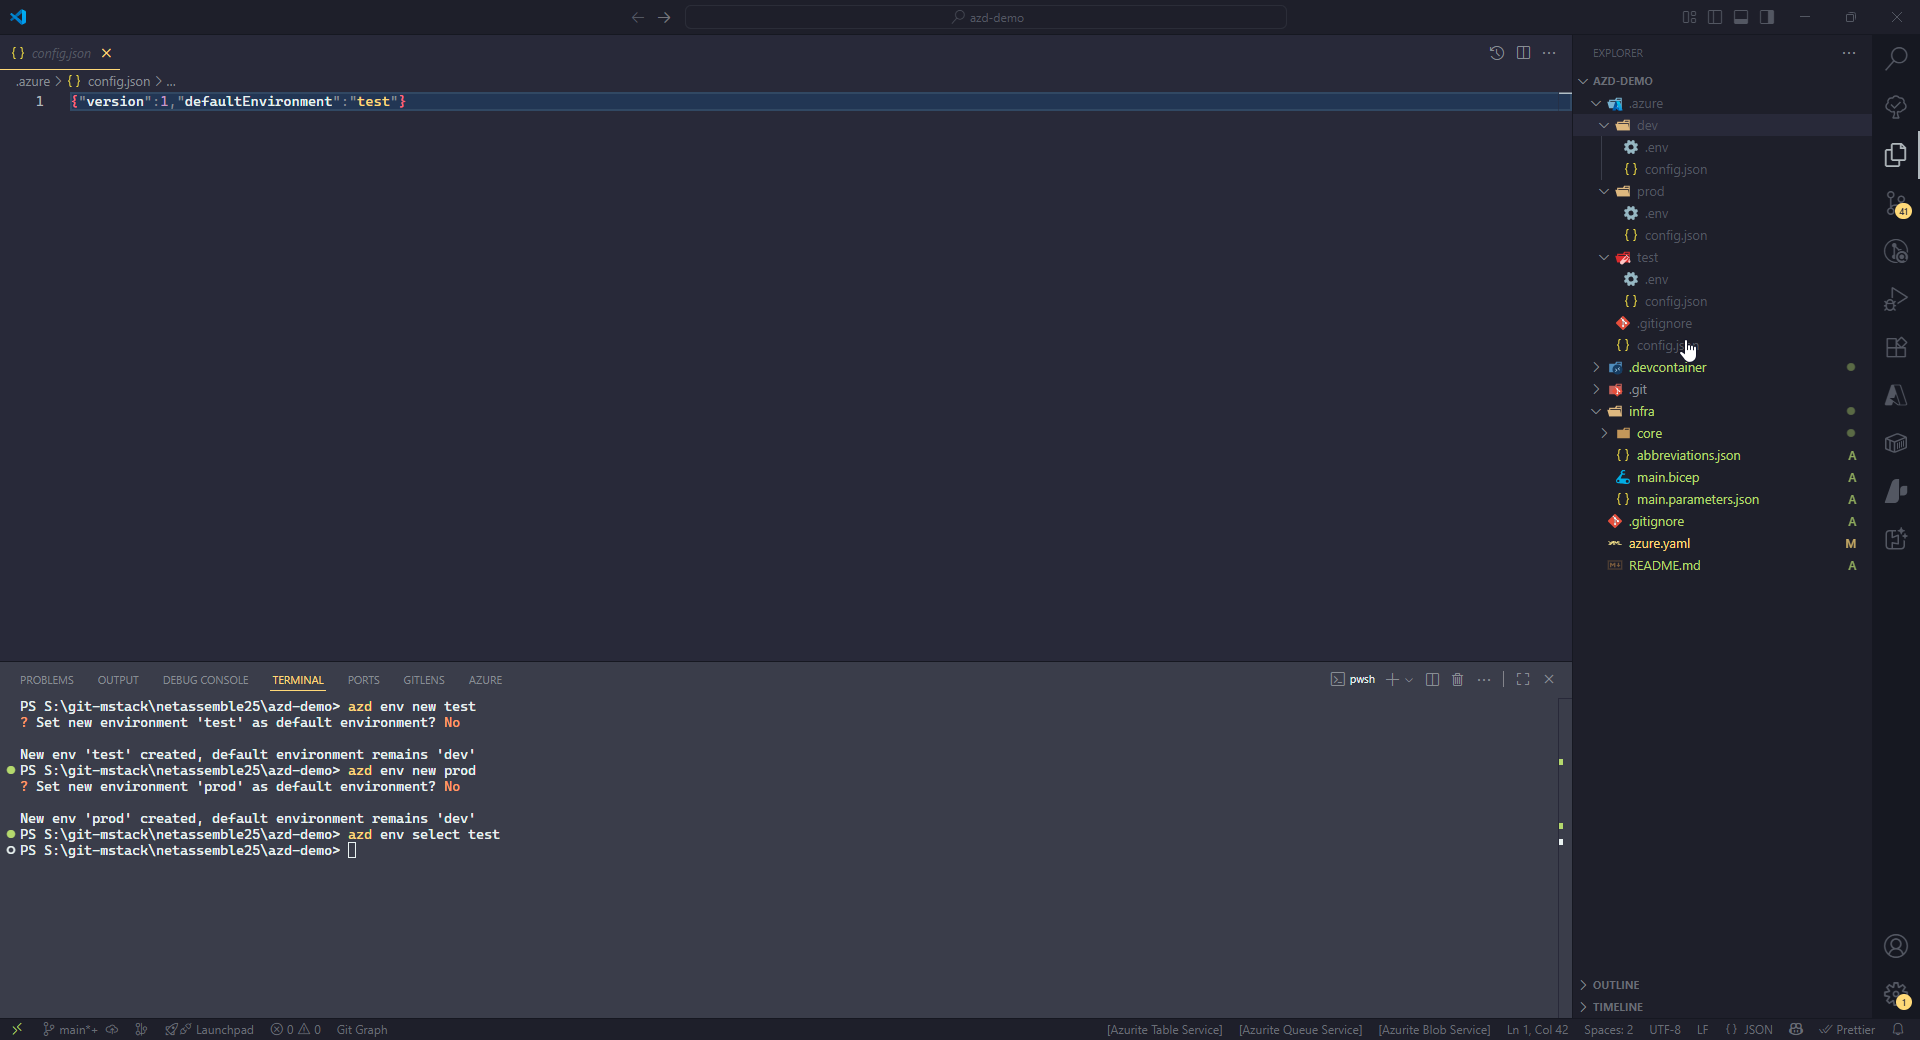 azd-demo
{ } config.json
.azure > { } config.json > ...
1 {"version":1,"defaultEnvironment":"test"}
EXPLORER
AZD-DEMO
.azure
dev
.env
{ } config.json
prod
.env
{ } config.json
test
.env
{ } config.json
.gitignore
{ } config.json
.devcontainer
.git
infra
core
{ } abbreviations.json A
main.bicep A
{ } main.parameters.json A
.gitignore A
azure.yaml M
README.md A
OUTLINE
TIMELINE
41
1
PROBLEMS OUTPUT DEBUG CONSOLE TERMINAL PORTS GITLENS AZURE
pwsh
PS S:\git-mstack\netassemble25\azd-demo> azd env new test
? Set new environment 'test' as default environment? No
New env 'test' created, default environment remains 'dev'
PS S:\git-mstack\netassemble25\azd-demo> azd env new prod
? Set new environment 'prod' as default environment? No
New env 'prod' created, default environment remains 'dev'
PS S:\git-mstack\netassemble25\azd-demo> azd env select test
PS S:\git-mstack\netassemble25\azd-demo>
main*+ Launchpad 0 0 Git Graph [Azurite Table Service] [Azurite Queue Service] [Azurite Blob Service] Ln 1, Col 42 Spaces: 2 UTF-8 LF { } JSON Prettier